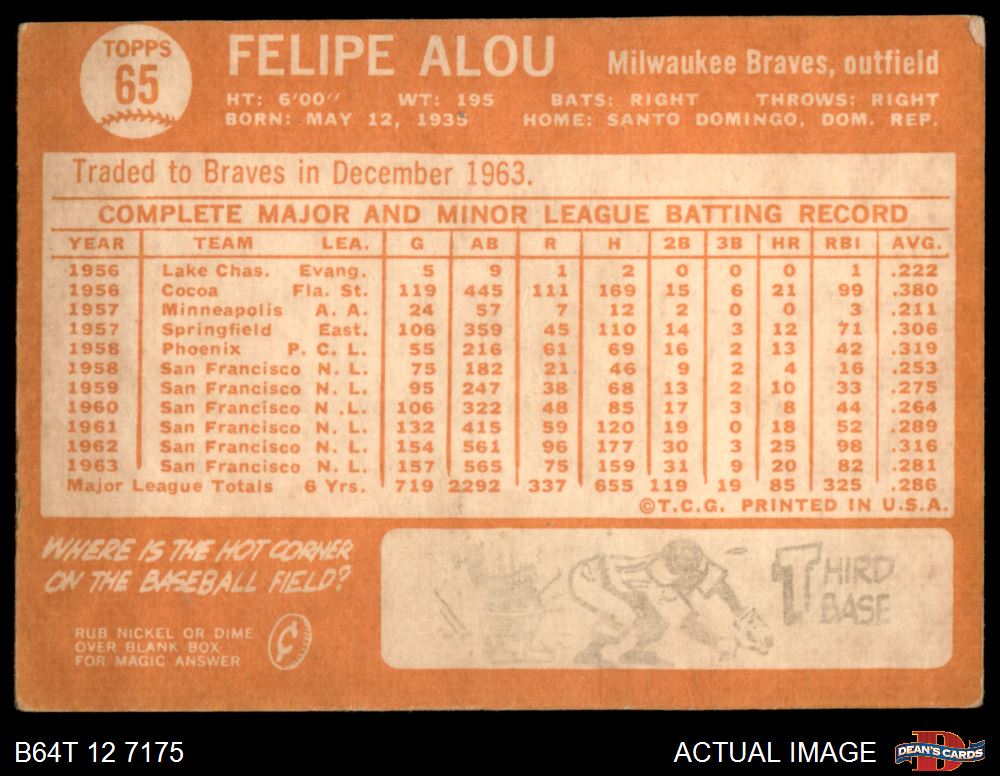 TOPPS
65
FELIPE ALOU Milwaukee Braves, outfield
HT: 6'00" WT: 195 BATS: RIGHT THROWS: RIGHT
BORN: MAY 12, 1935 HOME: SANTO DOMINGO, DOM. REP.
Traded to Braves in December 1963.
COMPLETE MAJOR AND MINOR LEAGUE BATTING RECORD
YEAR TEAM LEA. G AB R H 2B 3B HR RBI AVG.
1956 Lake Chas. Evang. 5 9 1 2 0 0 0 1 .222
1956 Cocoa Fla. St. 119 445 111 169 15 6 21 99 .380
1957 Minneapolis A. A. 24 57 7 12 2 0 0 3 .211
1957 Springfield East. 106 359 45 110 14 3 12 71 .306
1958 Phoenix P. C. L. 55 216 61 69 16 2 13 42 .319
1958 San Francisco N. L. 75 182 21 46 9 2 4 16 .253
1959 San Francisco N. L. 95 247 38 68 13 2 10 33 .275
1960 San Francisco N .L. 106 322 48 85 17 3 8 44 .264
1961 San Francisco N. L. 132 415 59 120 19 0 18 52 .289
1962 San Francisco N. L. 154 561 96 177 30 3 25 98 .316
1963 San Francisco N. L. 157 565 75 159 31 9 20 82 .281
Major League Totals 6 Yrs. 719 2292 337 655 119 19 85 325 .286
©T.C.G. PRINTED IN U.S.A.
WHERE IS THE HOT CORNER
ON THE BASEBALL FIELD?
RUB NICKEL OR DIME
OVER BLANK BOX
FOR MAGIC ANSWER
¢
THIRD
BASE
B64T 12 7175 ACTUAL IMAGE D DEAN'S CARDS